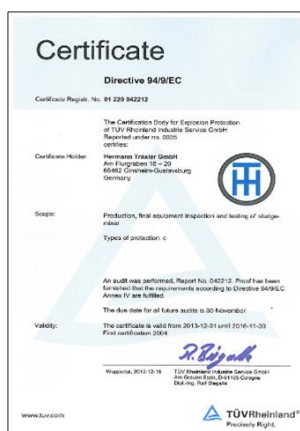 Certificate
Directive 94/9/EC
Certificate Registr. No. 01 220 042212
The Certification Body for Explosion Protection
of TÜV Rheinland Industrie Service GmbH
Reported under no. 0035
certifies:
Certificate Holder: Hermann Träxler GmbH
Am Flurgraben 16 – 20
65462 Ginsheim-Gustavsburg
Germany
TH
Scope: Production, final equipment inspection and testing of sludge-
mixer
Types of protection: c
An audit was performed, Report No. 042212. Proof has been
furnished that the requirements according to Directive 94/9/EC
Annex IV are fulfilled.
The due date for all future audits is 30-November
Validity: The certificate is valid from 2013-12-01 until 2016-11-30
First certification 2004
Wuppertal, 2013-12-16
TÜV Rheinland Industrie Service GmbH
Am Grauen Stein, D-51105 Cologne
Dipl.-Ing. Ralf Biegalle
www.tuv.com
TÜVRheinland®
Precisely Right.